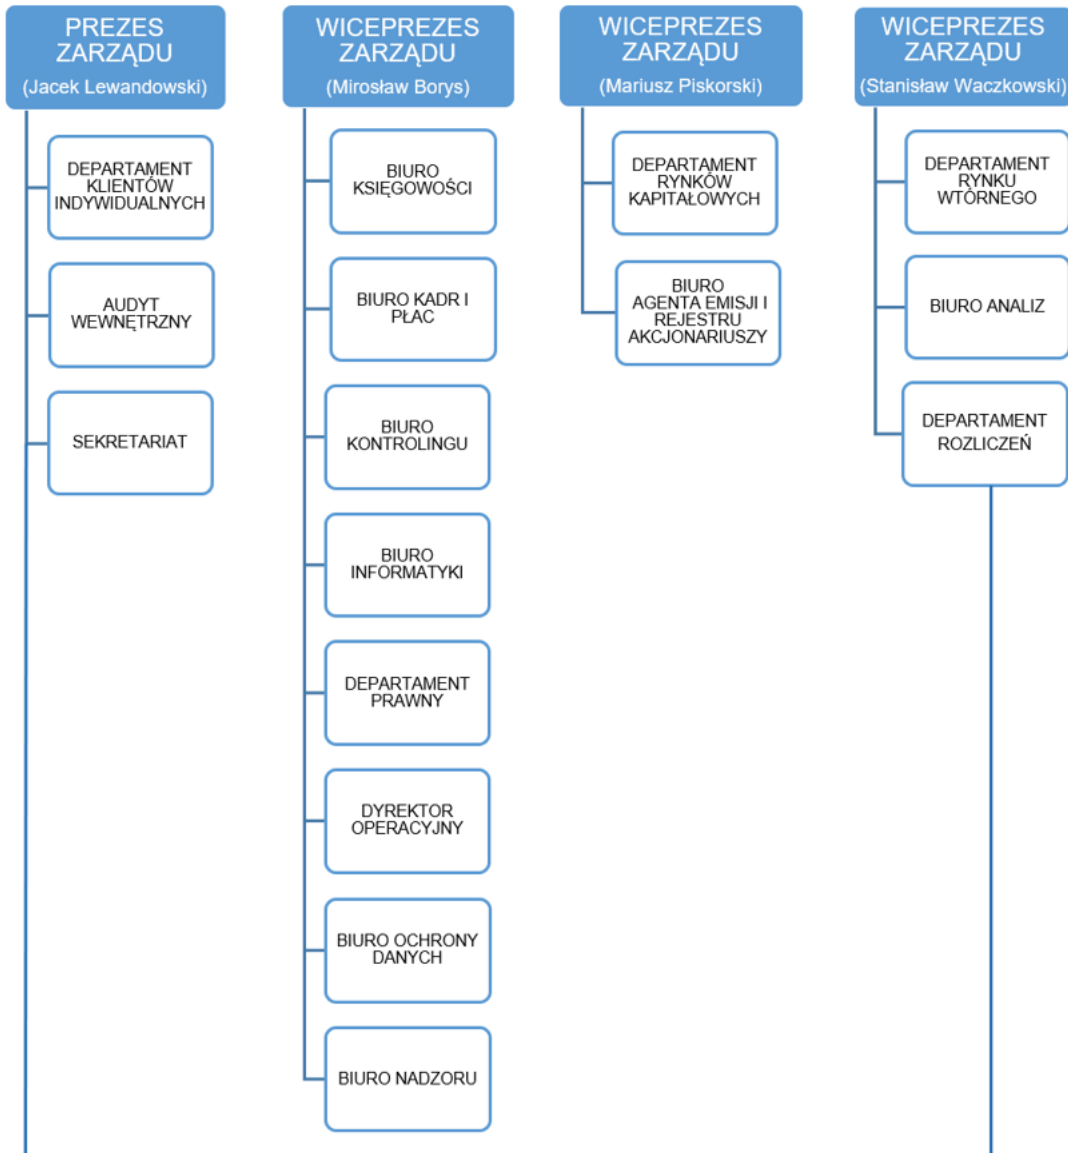 PREZES
ZARZĄDU
(Jacek Lewandowski)
DEPARTAMENT
KLIENTÓW
INDYWIDUALNYCH
AUDYT
WEWNĘTRZNY
SEKRETARIAT
WICEPREZES
ZARZĄDU
(Mirosław Borys)
BIURO
KSIĘGOWOŚCI
BIURO KADR I
PŁAC
BIURO
KONTROLINGU
BIURO
INFORMATYKI
DEPARTAMENT
PRAWNY
DYREKTOR
OPERACYJNY
BIURO OCHRONY
DANYCH
BIURO NADZORU
WICEPREZES
ZARZĄDU
(Mariusz Piskorski)
DEPARTAMENT
RYNKÓW
KAPITAŁOWYCH
BIURO
AGENTA EMISJI I
REJESTRU
AKCJONARIUSZY
WICEPREZES
ZARZĄDU
(Stanisław Waczkowski)
DEPARTAMENT
RYNKU
WTÓRNEGO
BIURO ANALIZ
DEPARTAMENT
ROZLICZEŃ